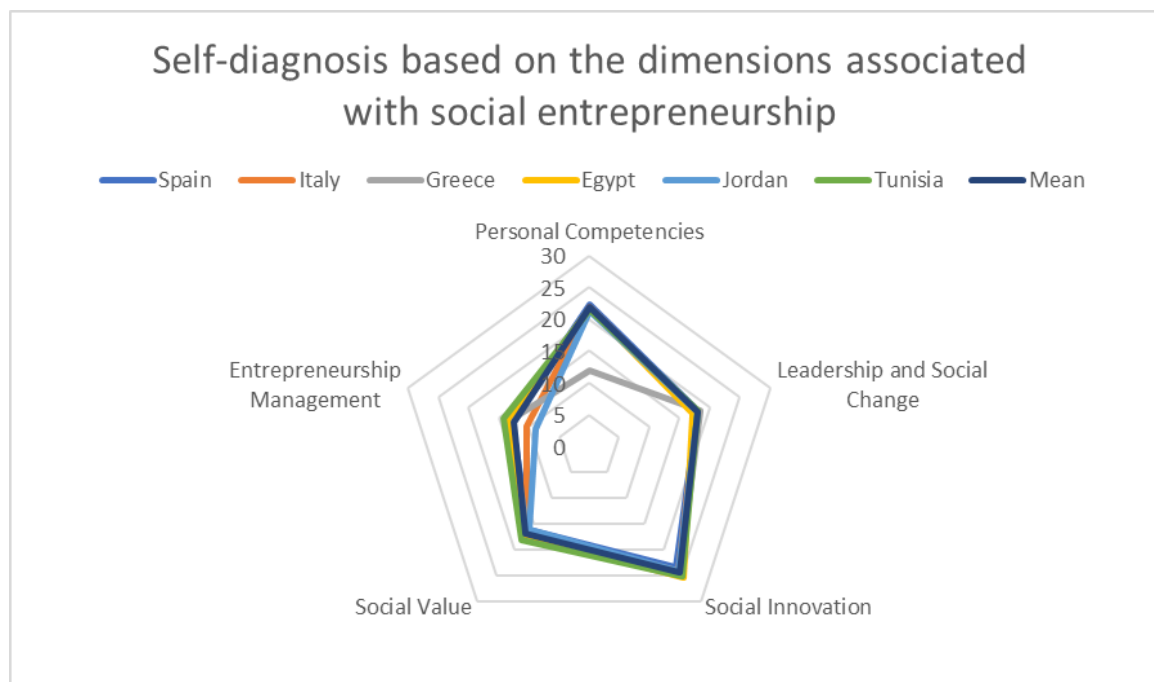 Self-diagnosis based on the dimensions associated
with social entrepreneurship
Spain Italy Greece Egypt Jordan Tunisia Mean
Personal Competencies
30
25
20
15
10
5
0
Entrepreneurship
Management
Leadership and Social
Change
Social Value
Social Innovation